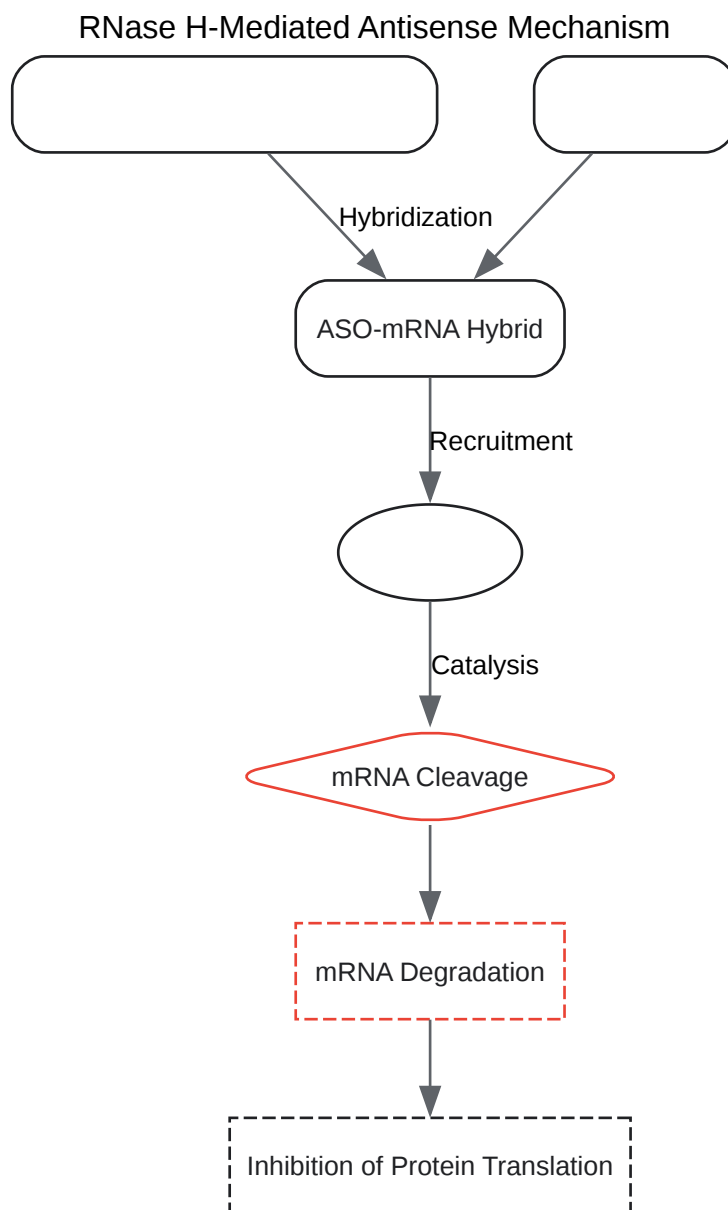 RNase H-Mediated Antisense Mechanism
Hybridization
ASO-mRNA Hybrid
Recruitment
Catalysis
mRNA Cleavage
mRNA Degradation
Inhibition of Protein Translation